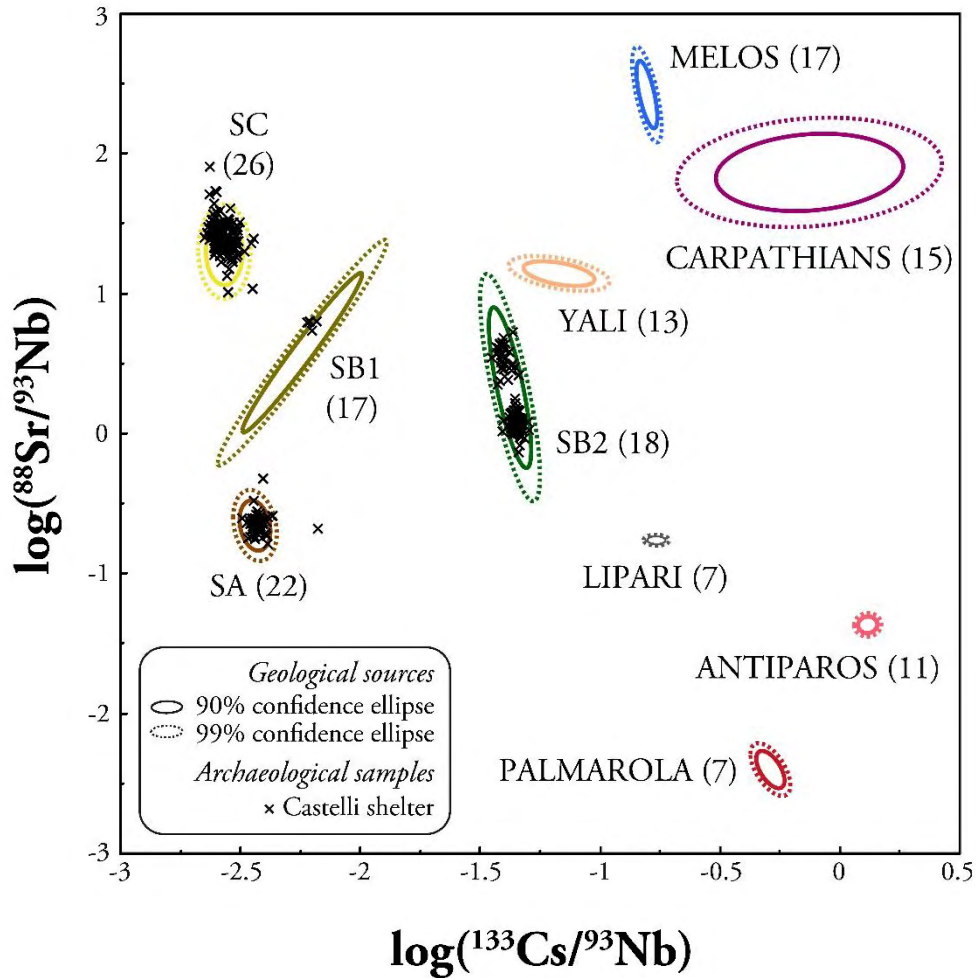 3
2
1
0
-1
-2
-3
log(⁸⁸Sr/⁹³Nb)
MELOS (17)
SC
(26)
CARPATHIANS (15)
YALI (13)
SB1
(17)
SB2 (18)
SA (22)
LIPARI (7)
ANTIPAROS (11)
PALMAROLA (7)
Geological sources
90% confidence ellipse
99% confidence ellipse
Archaeological samples
× Castelli shelter
-3 -2.5 -2 -1.5 -1 -0.5 0 0.5
log(¹³³Cs/⁹³Nb)